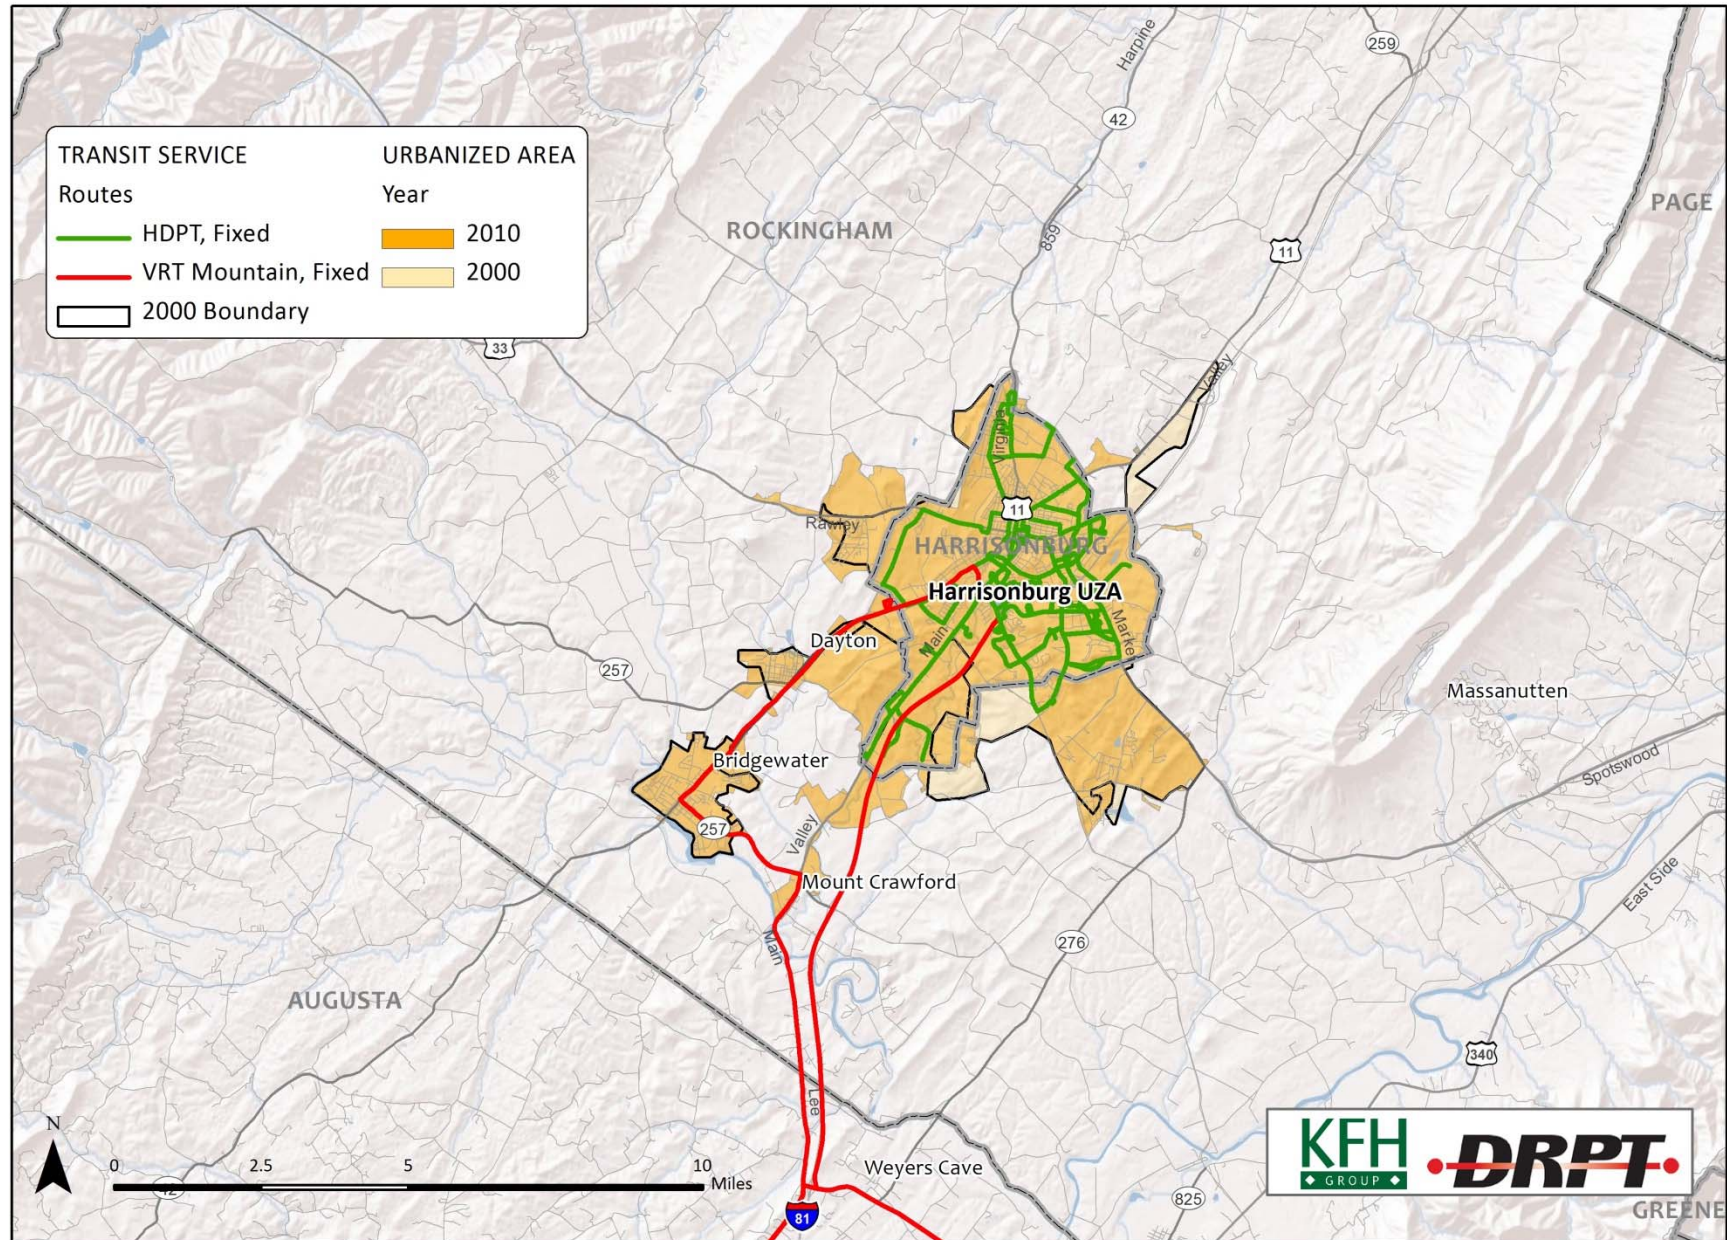 Harpine
259
42
TRANSIT SERVICE
URBANIZED AREA
Routes
Year
HDPT, Fixed
2010
VRT Mountain, Fixed
2000
2000 Boundary
PAGE
ROCKINGHAM
859
11
33
Valley
Virginia
11
Rawley
HARRISONBURG
Harrisonburg UZA
Main
Marke
Dayton
257
Massanutten
Bridgewater
Spotswood
257
Valley
Mount Crawford
East Side
Main
276
AUGUSTA
340
Lee
N
0 2.5 5 10
Miles
Weyers Cave
42
81
825
KFH
GROUP
DRPT
GREENE